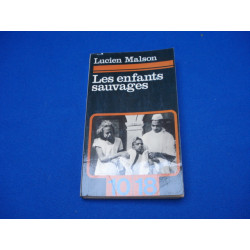 Lucien Malson
Les enfants
sauvages
10/18